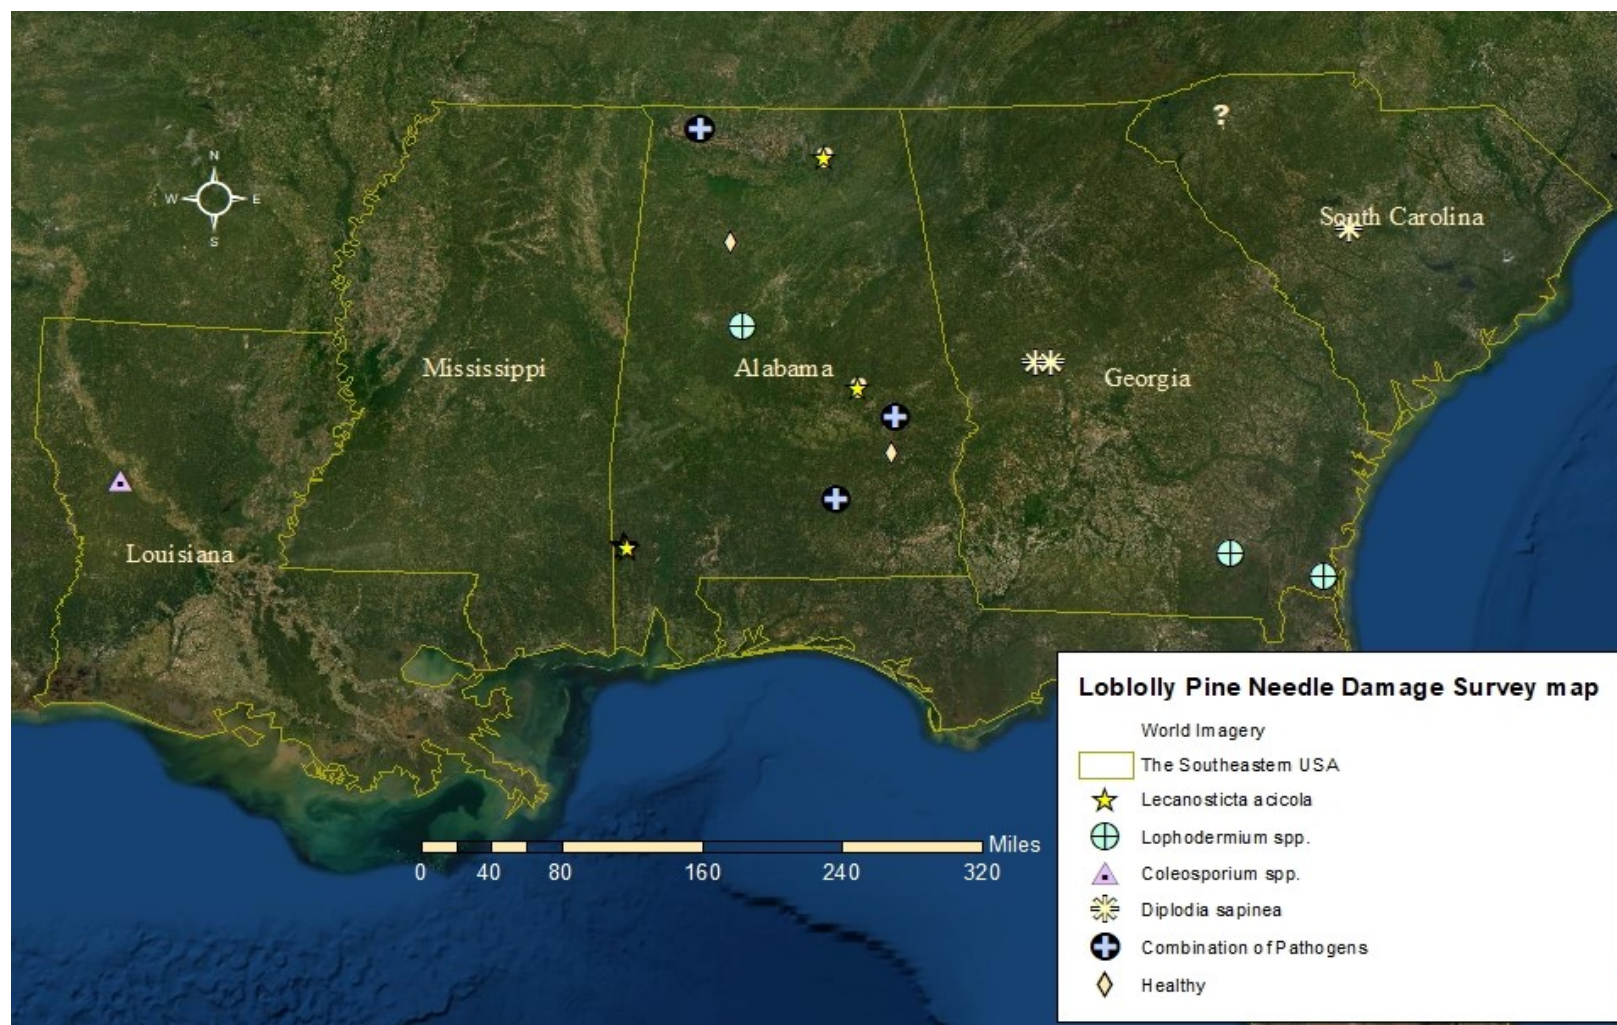 ?
N
W E
S
South Carolina
Mississippi
Alabama
Georgia
Louisiana
Loblolly Pine Needle Damage Survey map
World Imagery
The Southeastern USA
Lecanosticta acicola
Lophodermium spp.
Coleosporium spp.
Diplodia sapinea
Combination of Pathogens
Healthy
Miles
0 40 80 160 240 320